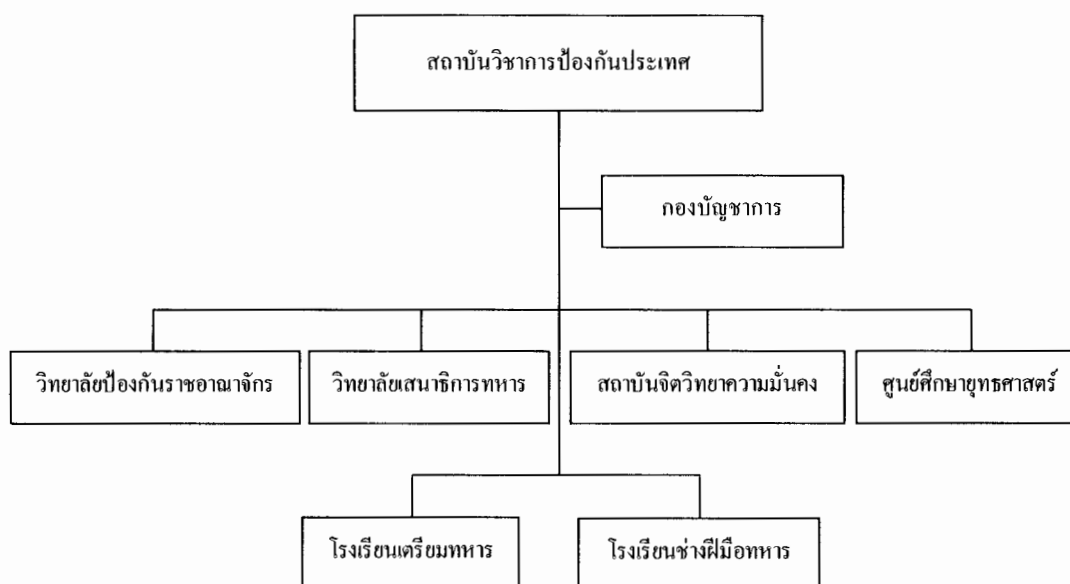 สถาบันวิชาการป้องกันประเทศ
กองบัญชาการ
วิทยาลัยป้องกันราชอาณาจักร
วิทยาลัยเสนาธิการทหาร
สถาบันจิตวิทยาความมั่นคง
ศูนย์ศึกษายุทธศาสตร์
โรงเรียนเตรียมทหาร
โรงเรียนช่างฝีมือทหาร